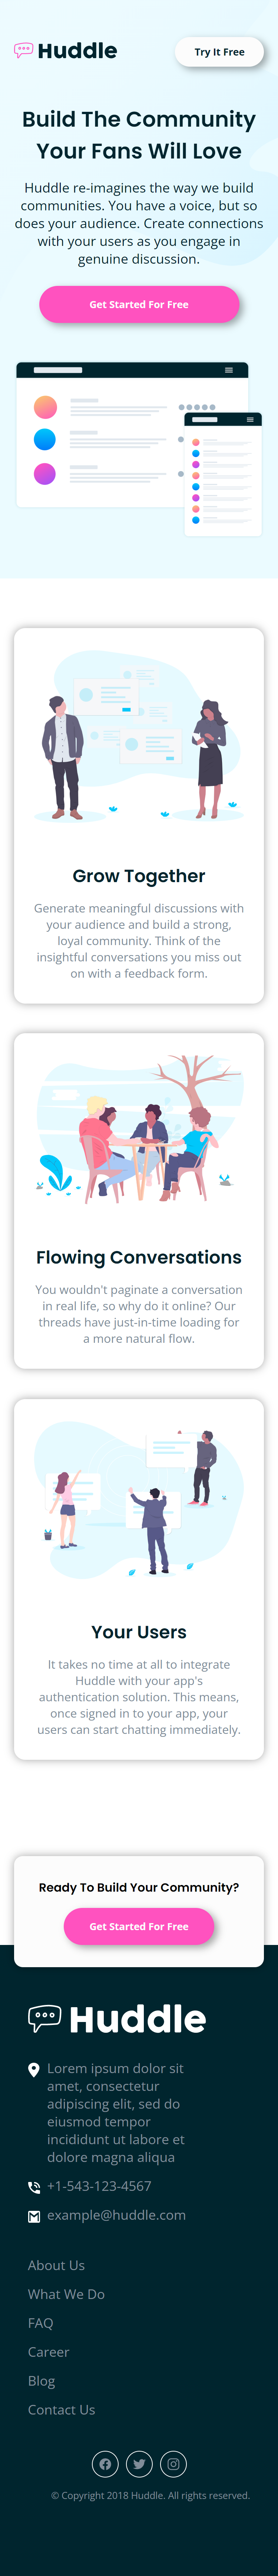 Huddle
Try It Free
Build The Community
Your Fans Will Love
Huddle re-imagines the way we build
communities. You have a voice, but so
does your audience. Create connections
with your users as you engage in
genuine discussion.
Get Started For Free
Grow Together
Generate meaningful discussions with
your audience and build a strong,
loyal community. Think of the
insightful conversations you miss out
on with a feedback form.
Flowing Conversations
You wouldn't paginate a conversation
in real life, so why do it online? Our
threads have just-in-time loading for
a more natural flow.
Your Users
It takes no time at all to integrate
Huddle with your app's
authentication solution. This means,
once signed in to your app, your
users can start chatting immediately.
Ready To Build Your Community?
Get Started For Free
Huddle
Lorem ipsum dolor sit
amet, consectetur
adipiscing elit, sed do
eiusmod tempor
incididunt ut labore et
dolore magna aliqua
+1-543-123-4567
example@huddle.com
About Us
What We Do
FAQ
Career
Blog
Contact Us
© Copyright 2018 Huddle. All rights reserved.